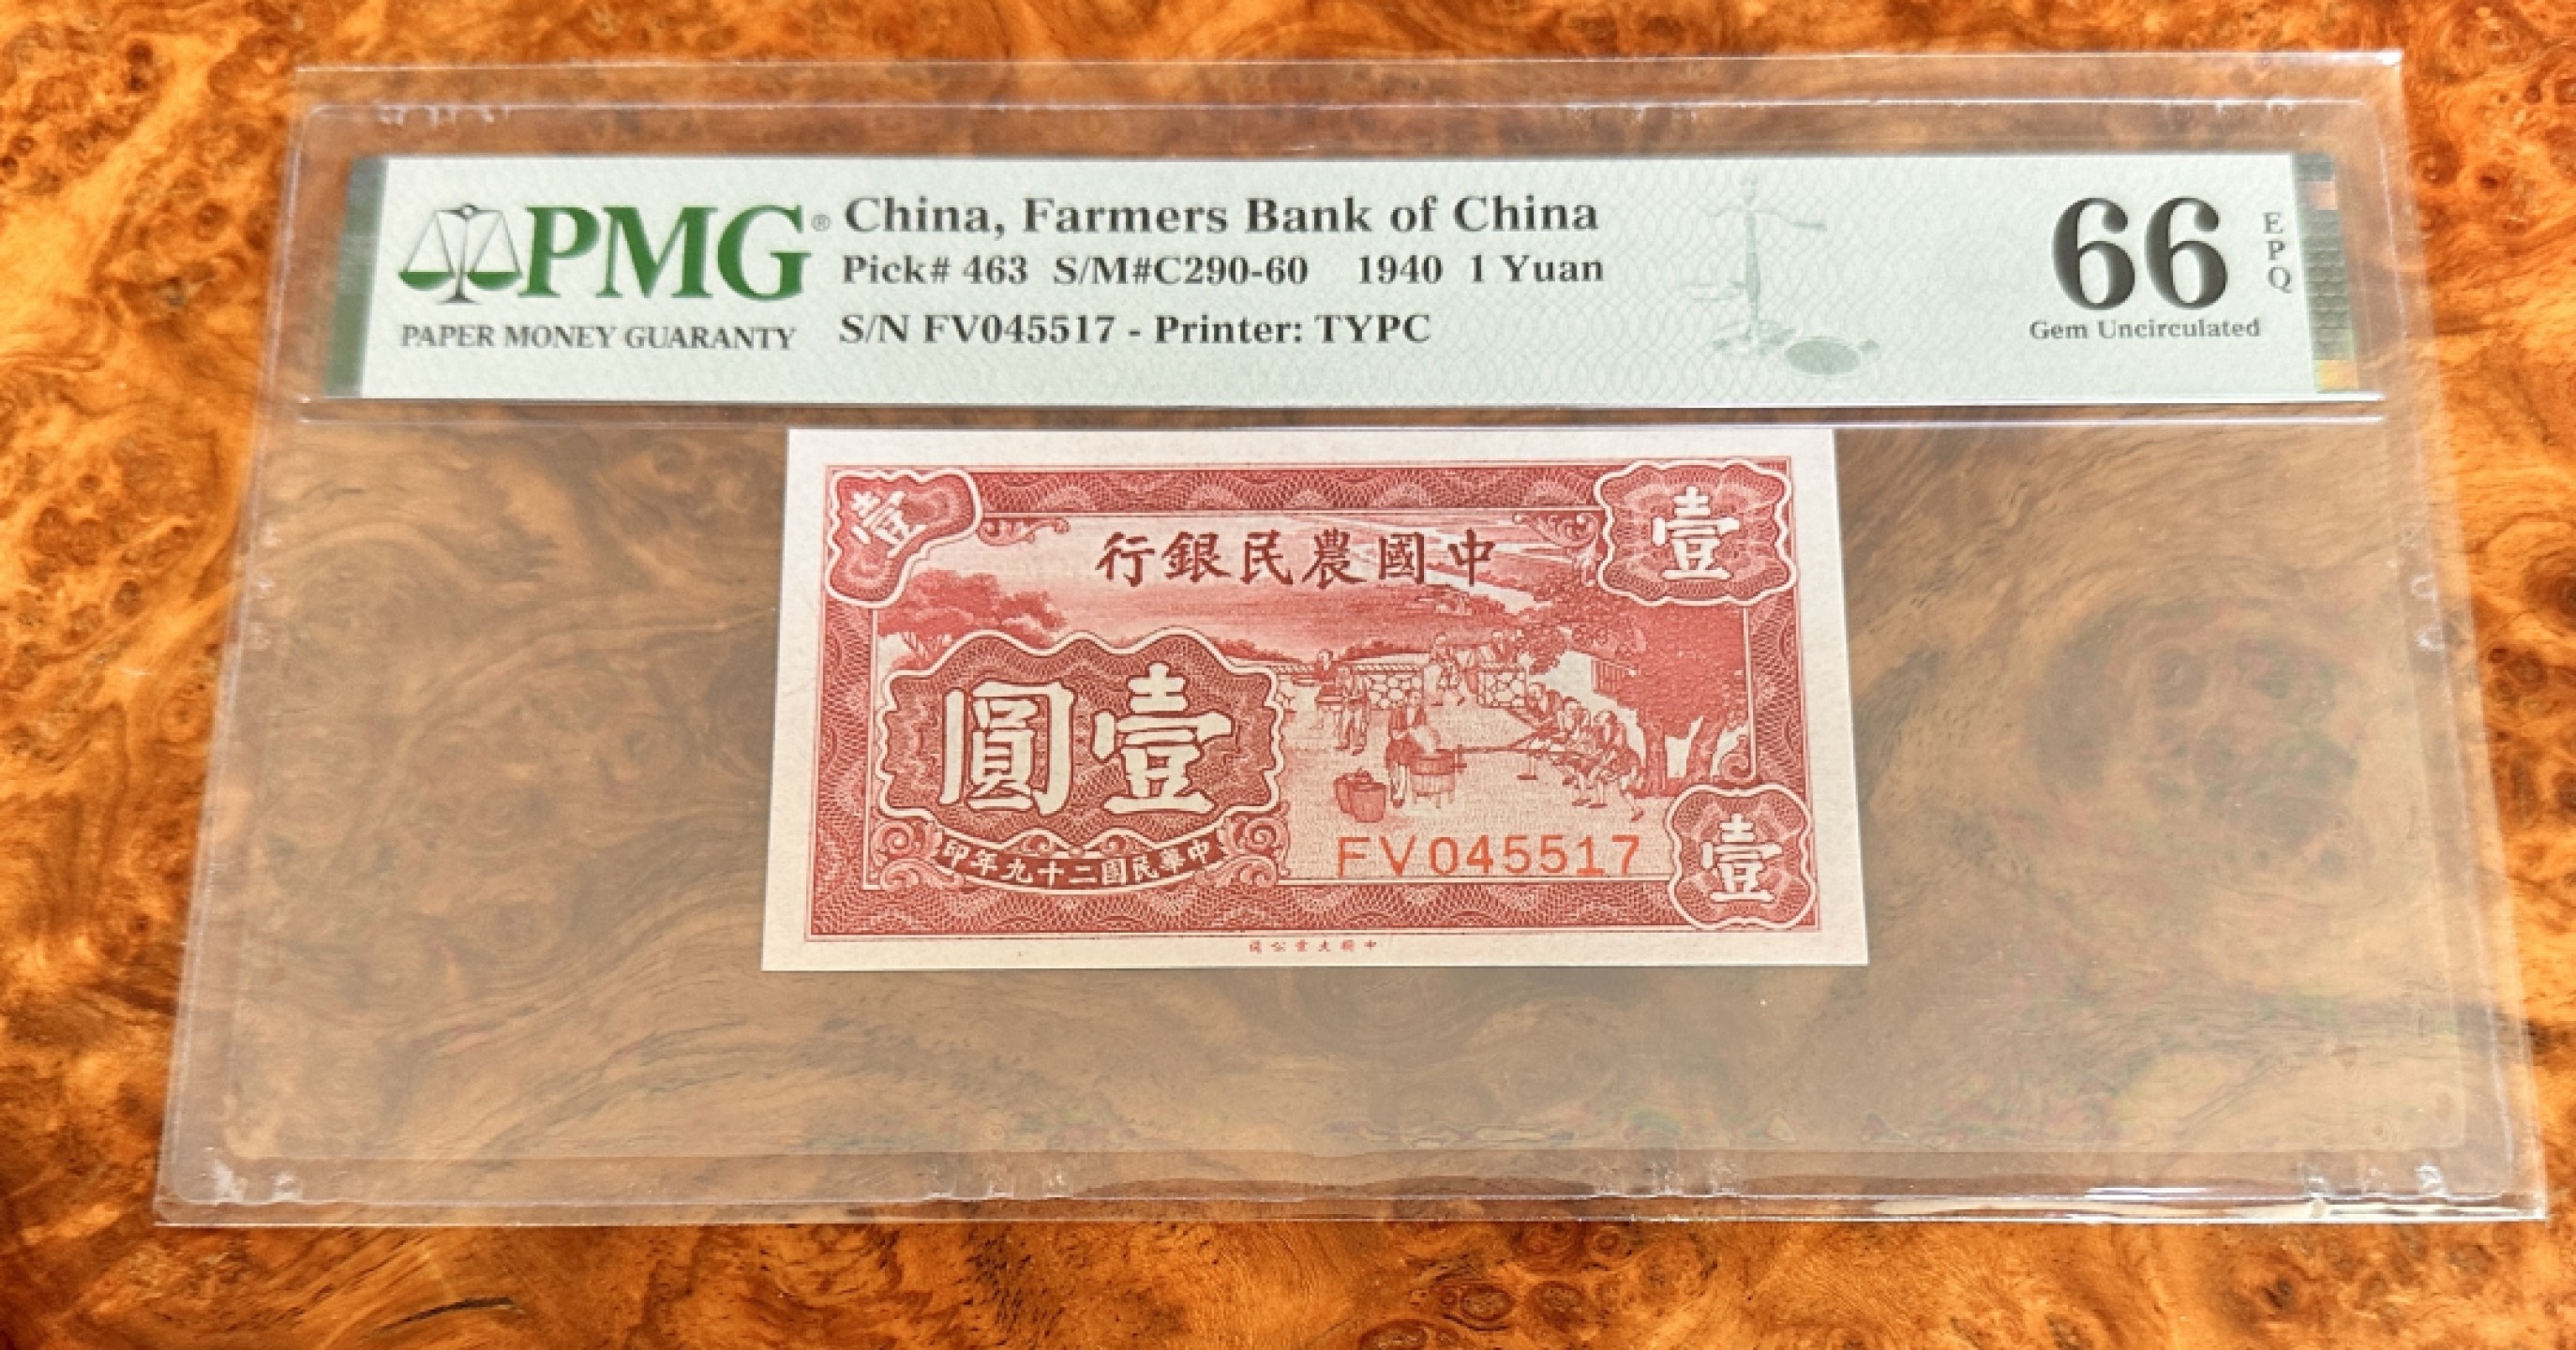 PMG®
PAPER MONEY GUARANTY
China, Farmers Bank of China
Pick# 463 S/M#C290-60 1940 1 Yuan
S/N FV045517 - Printer: TYPC
66
EPQ
Gem Uncirculated
壹
壹
中國農民銀行
壹圓
中華民国二十九年印
FV045517
壹